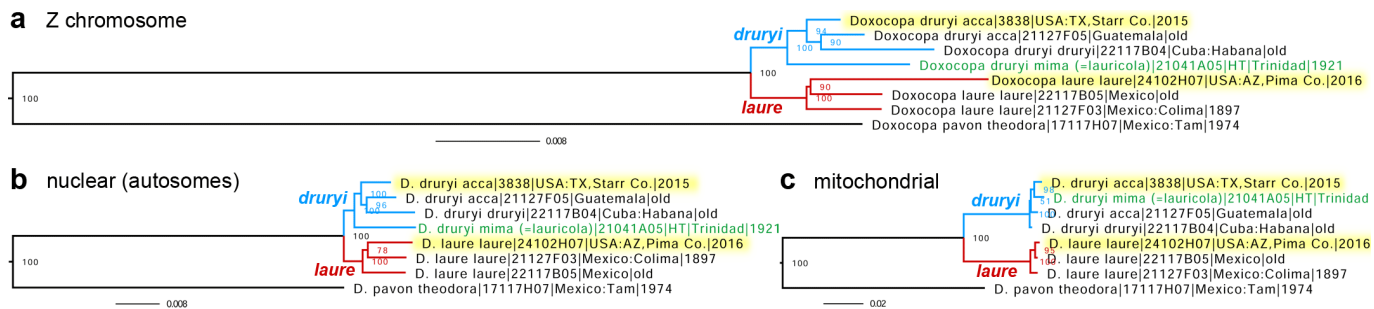 a Z chromosome
Doxocopa druryi acca|3838|USA:TX,Starr Co.|2015
druryi
94
Doxocopa druryi acca|21127F05|Guatemala|old
100
90
Doxocopa druryi druryi|22117B04|Cuba:Habana|old
Doxocopa druryi mima (=lauricola)|21041A05|HT|Trinidad|1921
100
Doxocopa laure laure|24102H07|USA:AZ,Pima Co.|2016
90
100
100
Doxocopa laure laure|22117B05|Mexico|old
laure
Doxocopa laure laure|21127F03|Mexico:Colima|1897
Doxocopa pavon theodora|17117H07|Mexico:Tam|1974
0.008
b nuclear (autosomes)
D. druryi acca|3838|USA:TX,Starr Co.|2015
druryi
100
D. druryi acca|21127F05|Guatemala|old
96
100
D. druryi druryi|22117B04|Cuba:Habana|old
D. druryi mima (=lauricola)|21041A05|HT|Trinidad|1921
100
D. laure laure|24102H07|USA:AZ,Pima Co.|2016
78
100
100
D. laure laure|21127F03|Mexico:Colima|1897
laure
D. laure laure|22117B05|Mexico|old
D. pavon theodora|17117H07|Mexico:Tam|1974
0.008
c mitochondrial
D. druryi acca|3838|USA:TX,Starr Co.|2015
98
druryi
51
D. druryi mima (=lauricola)|21041A05|HT|Trinidad
D. druryi acca|21127F05|Guatemala|old
D. druryi druryi|22117B04|Cuba:Habana|old
100
D. laure laure|24102H07|USA:AZ,Pima Co.|2016
95
100
D. laure laure|22117B05|Mexico|old
laure
D. laure laure|21127F03|Mexico:Colima|1897
D. pavon theodora|17117H07|Mexico:Tam|1974
0.02